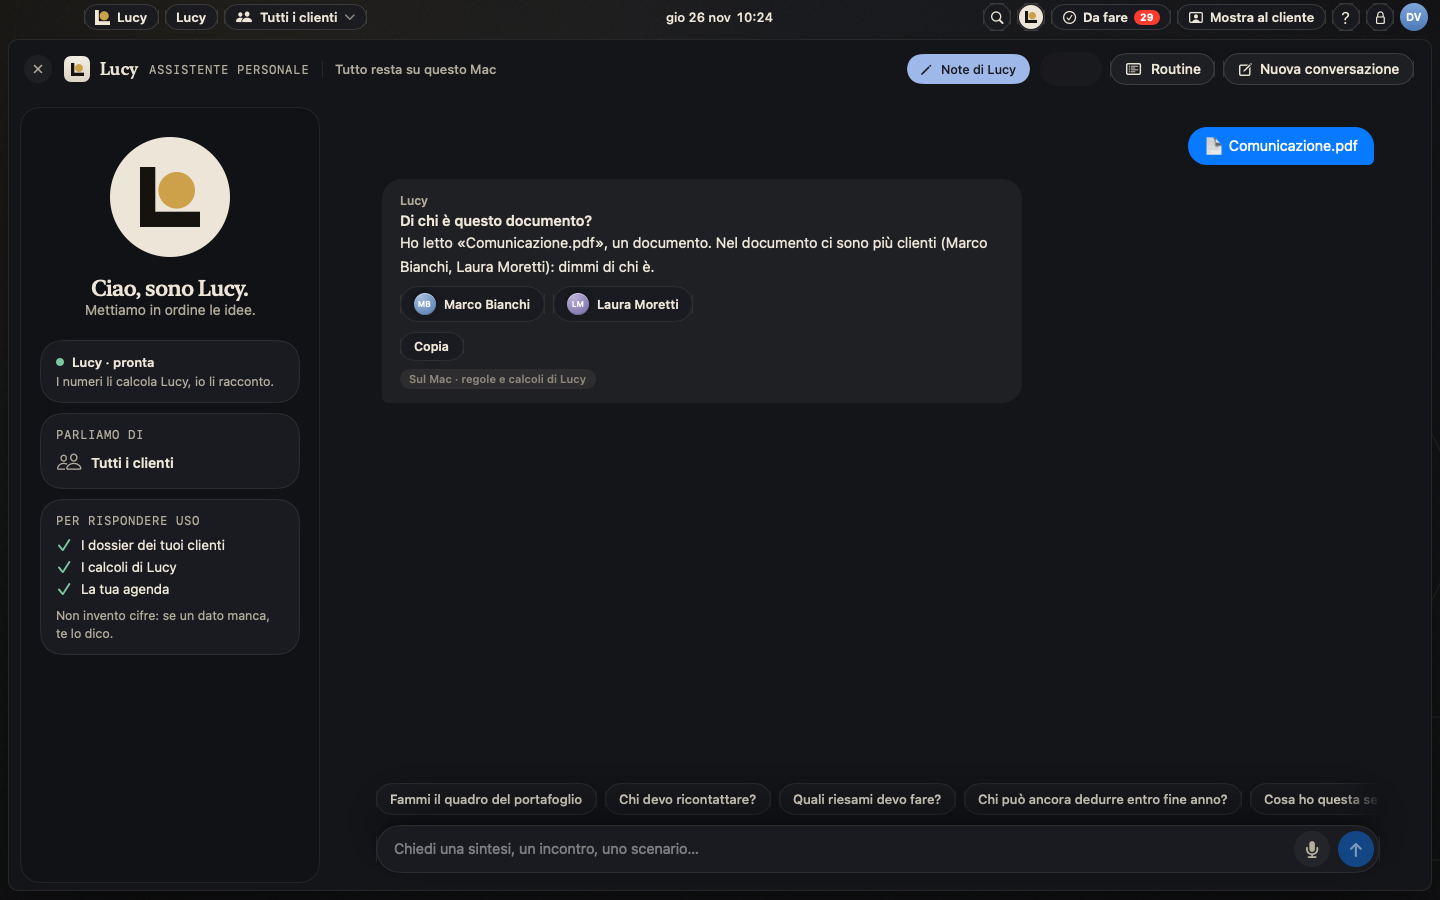 Lucy
Lucy
Tutti i clienti
gio 26 nov 10:24
Da fare 29
Mostra al cliente
?
DV
Lucy ASSISTENTE PERSONALE
Tutto resta su questo Mac
Note di Lucy
Routine
Nuova conversazione
Ciao, sono Lucy.
Mettiamo in ordine le idee.
Lucy · pronta
I numeri li calcola Lucy, io li racconto.
PARLIAMO DI
Tutti i clienti
PER RISPONDERE USO
I dossier dei tuoi clienti
I calcoli di Lucy
La tua agenda
Non invento cifre: se un dato manca,
te lo dico.
Comunicazione.pdf
Lucy
Di chi è questo documento?
Ho letto «Comunicazione.pdf», un documento. Nel documento ci sono più clienti (Marco
Bianchi, Laura Moretti): dimmi di chi è.
MB Marco Bianchi
LM Laura Moretti
Copia
Sul Mac · regole e calcoli di Lucy
Fammi il quadro del portafoglio
Chi devo ricontattare?
Quali riesami devo fare?
Chi può ancora dedurre entro fine anno?
Cosa ho questa se
Chiedi una sintesi, un incontro, uno scenario...